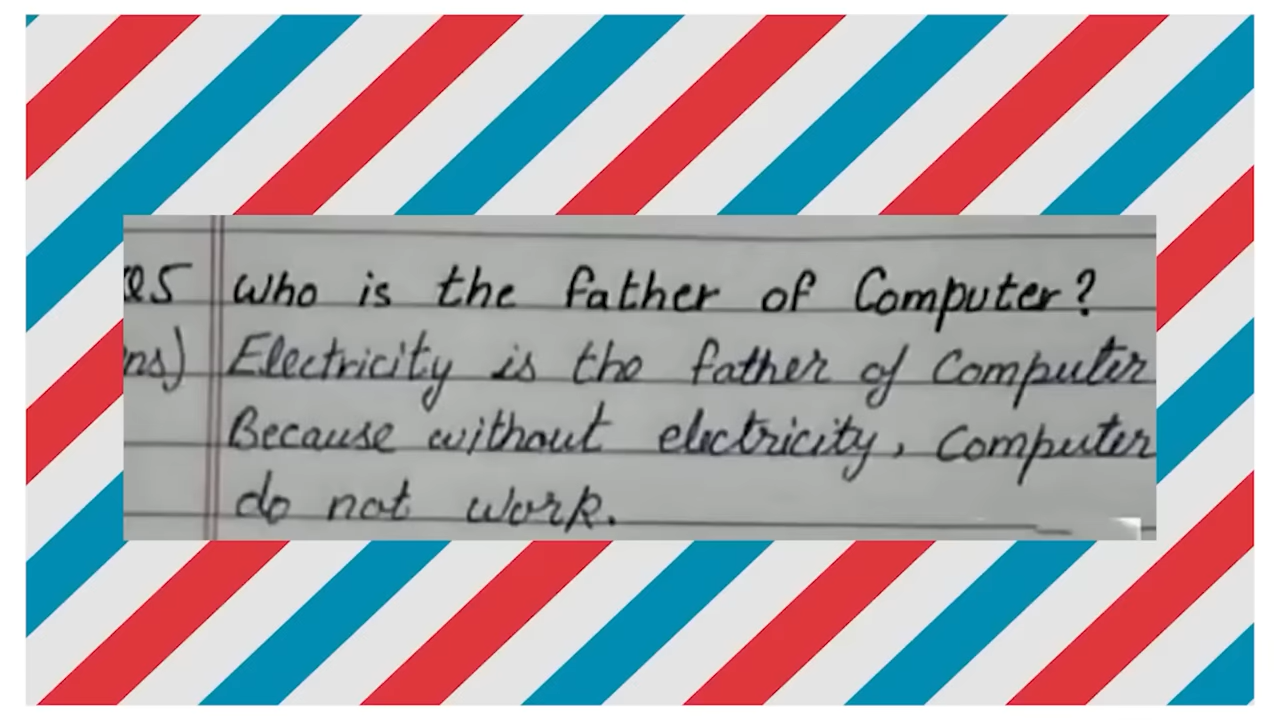 Q5 who is the father of Computer?
ns) Electricity is the father of Computer
Because without electricity, Computer
do not work.